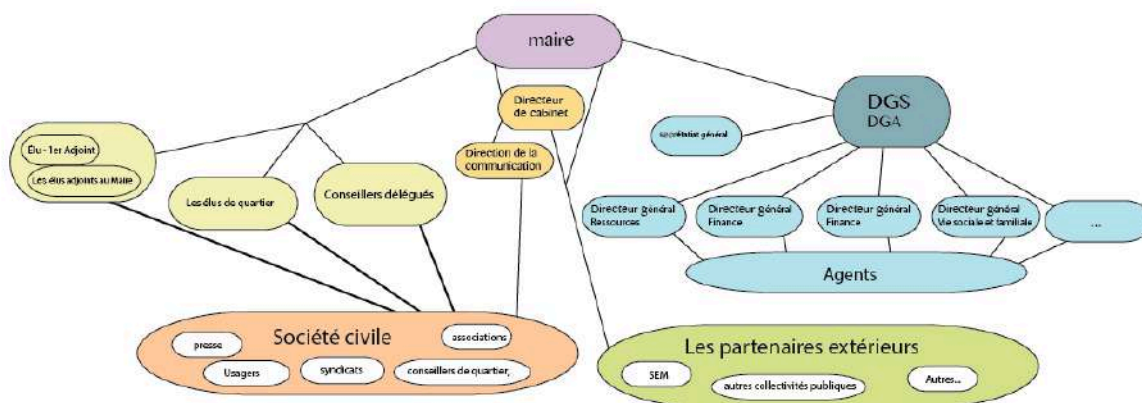 maire
Directeur
de cabinet
Direction de la
communication
DGS
DGA
secrétariat général
Élu - 1er Adjoint
Les élus adjoints au Maire
Les élus de quartier
Conseillers délégués
Directeur général
Ressources
Directeur général
Finance
Directeur général
Finance
Directeur général
Vie sociale et familiale
...
Agents
Société civile
presse
associations
Usagers
syndicats
conseillers de quartier,
Les partenaires extérieurs
SEM
autres collectivités publiques
Autres...